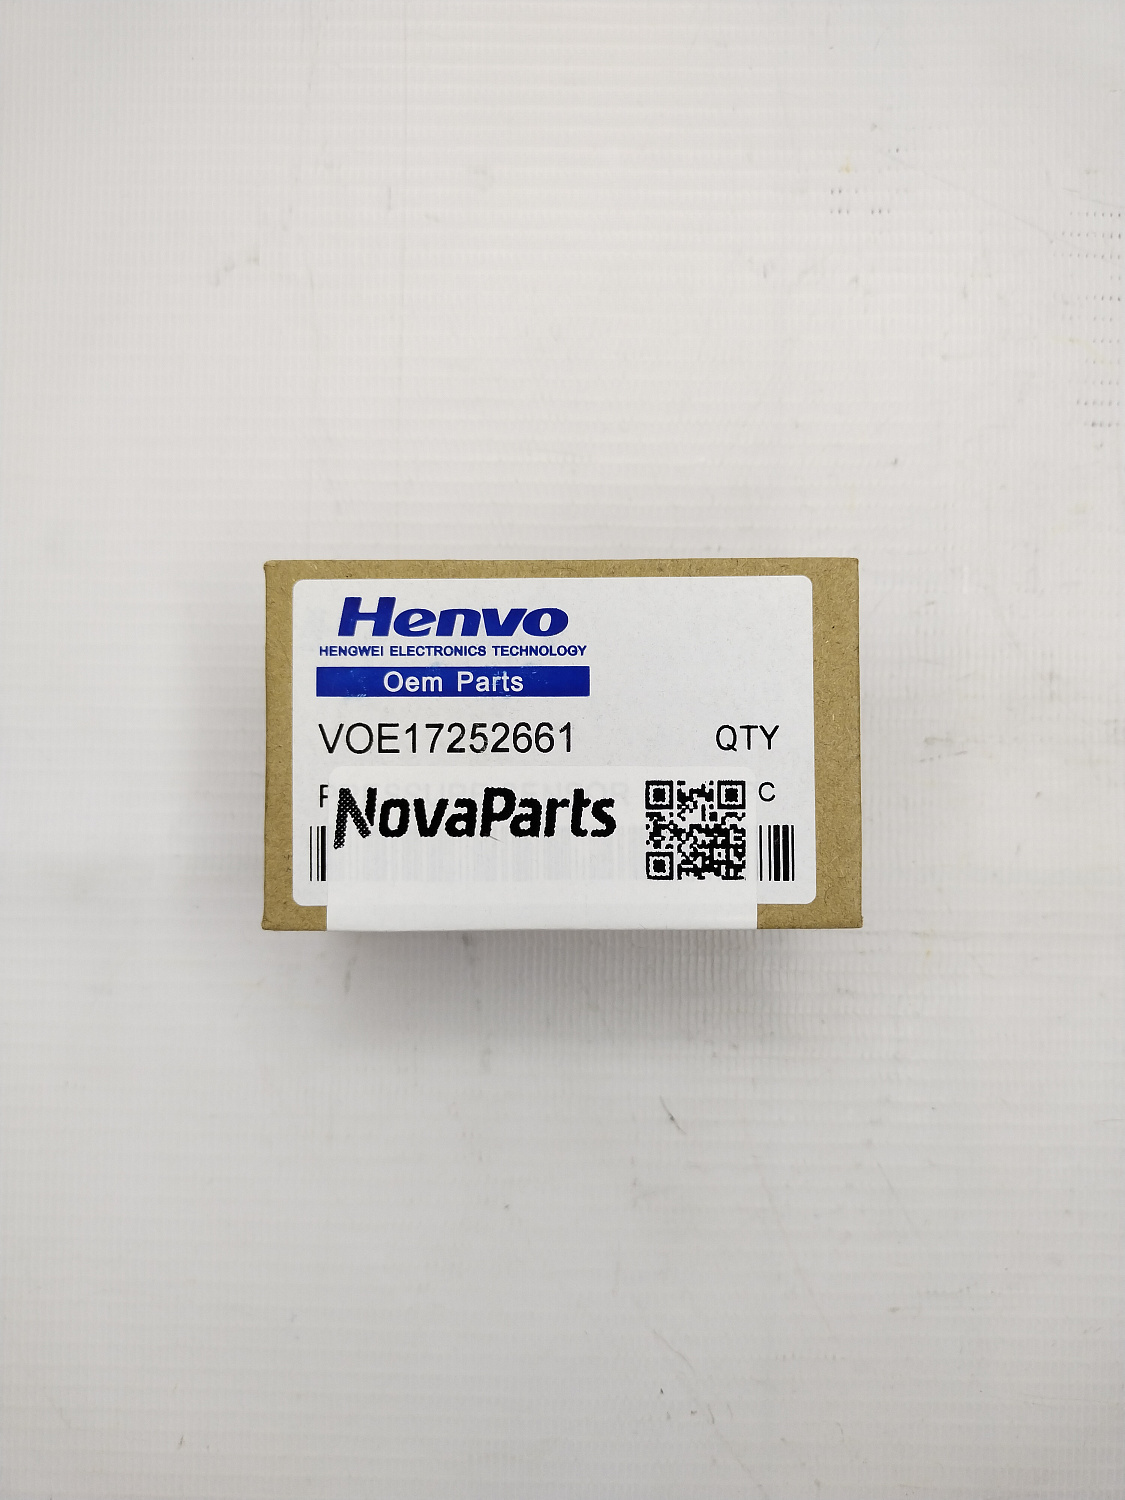 Henvo
HENGWEI ELECTRONICS TECHNOLOGY
Oem Parts
VOE17252661 QTY
NovaParts C